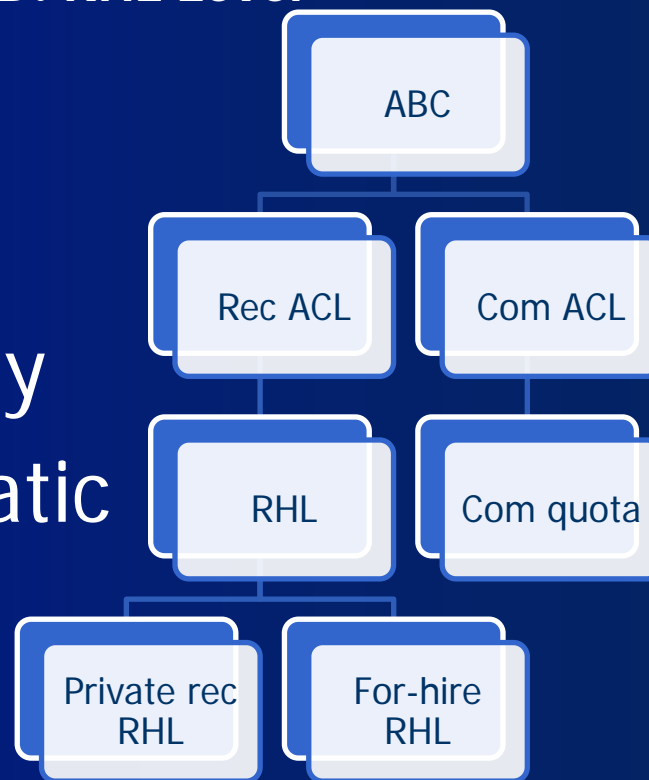 ABC
Rec ACL
Com ACL
RHL
Com quota
Private rec
RHL
For-hire
RHL